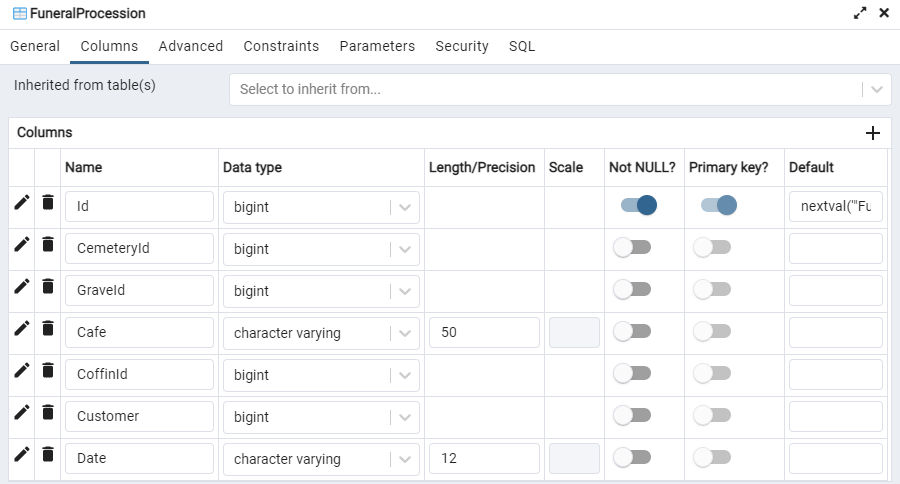 FuneralProcession
General Columns Advanced Constraints Parameters Security SQL
Inherited from table(s) Select to inherit from...
Columns
Name Data type Length/Precision Scale Not NULL? Primary key? Default
Id bigint nextval('"Fu
CemeteryId bigint
GraveId bigint
Cafe character varying 50
CoffinId bigint
Customer bigint
Date character varying 12